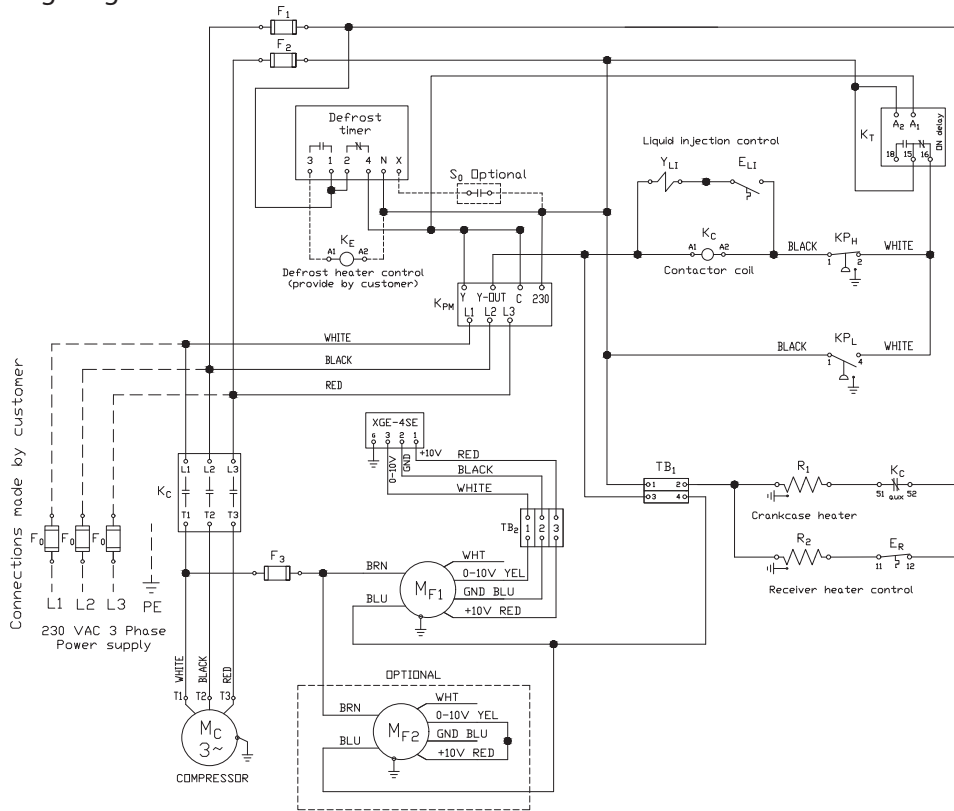 F1
F2
Defrost
timer
3 1 2 4 N X
S0 Optional
KE
A1 A2
Defrost heater control
(provide by customer)
Liquid injection control
YLI ELI
KC
A1 A2
Contactor coil
A2 A1
KT
ON delay
18 15 16
BLACK KPH WHITE
1 2
KPM
Y Y-OUT C 230
L1 L2 L3
WHITE
BLACK
RED
BLACK KPL WHITE
1 4
Connections made by customer
XGE-4SE
6 3 2 1
0-10V
GND
+10V
RED
BLACK
WHITE
L1 L2 L3
KC
T1 T2 T3
TB1
1 2
3 4
R1 KC
51 aux 52
Crankcase heater
TB2
1 2 3
1 2 3
R2 ER
11 12
Receiver heater control
F0 F0 F0
F3
L1 L2 L3 PE
230 VAC 3 Phase
Power supply
BRN
BLU
MF1
WHT
0-10V YEL
GND BLU
+10V RED
WHITE
BLACK
RED
T1 T2 T3
MC
3~
COMPRESSOR
OPTIONAL
BRN
BLU
MF2
WHT
0-10V YEL
GND BLU
+10V RED